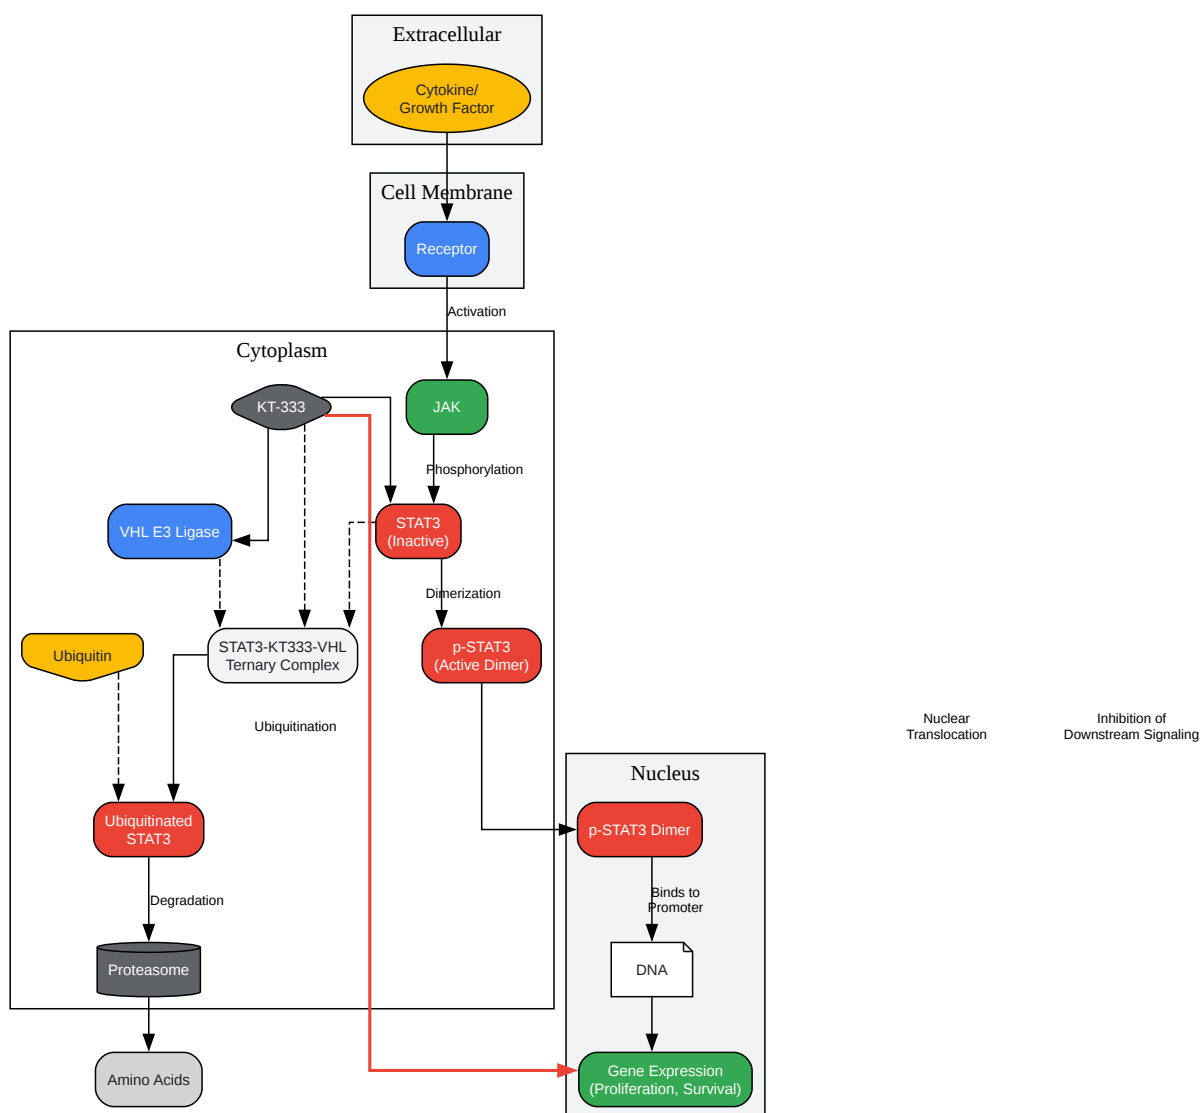 Extracellular
Cytokine/
Growth Factor
Cell Membrane
Receptor
Activation
Cytoplasm
KT-333
JAK
Phosphorylation
VHL E3 Ligase
STAT3
(Inactive)
Dimerization
Ubiquitin
STAT3-KT333-VHL
Ternary Complex
p-STAT3
(Active Dimer)
Ubiquitination
Nuclear
Translocation
Inhibition of
Downstream Signaling
Nucleus
Ubiquitinated
STAT3
p-STAT3 Dimer
Degradation
Binds to
Promoter
Proteasome
DNA
Amino Acids
Gene Expression
(Proliferation, Survival)